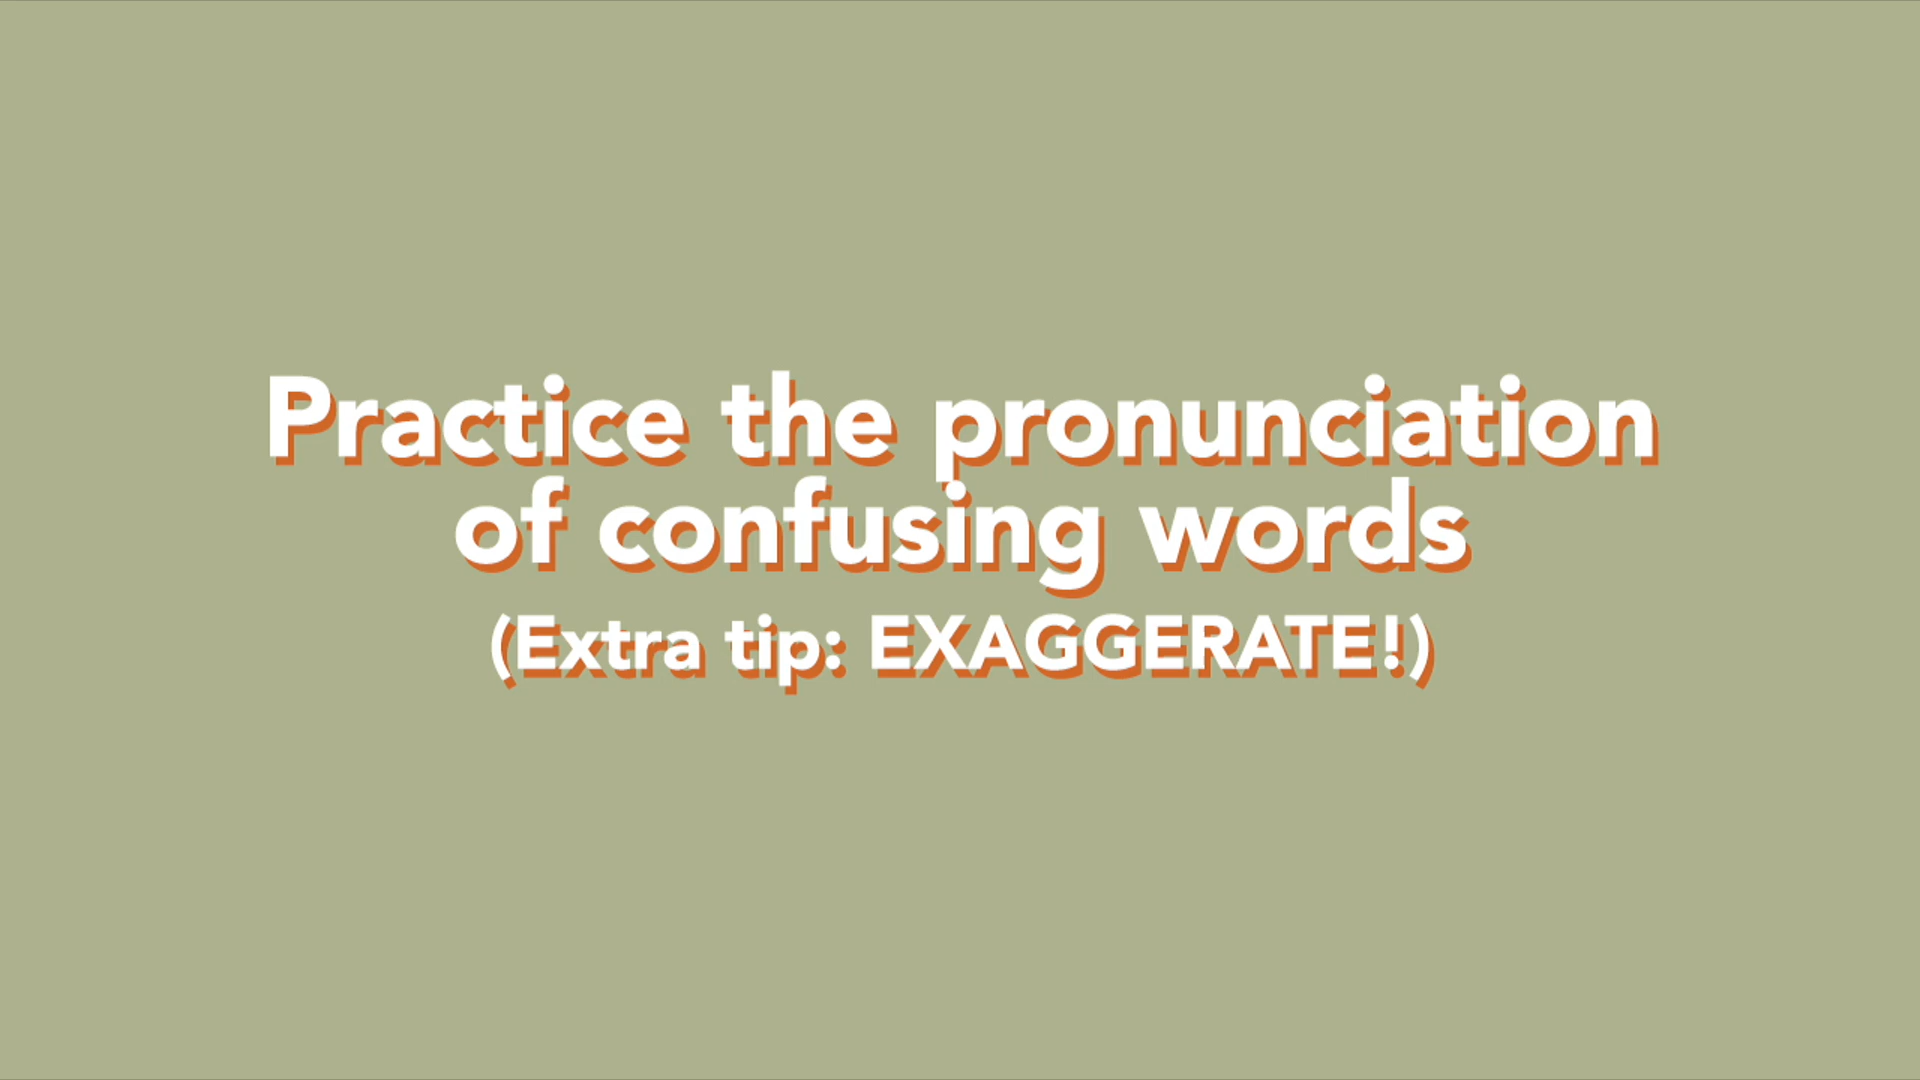 Practice the pronunciation
of confusing words
(Extra tip: EXAGGERATE!)